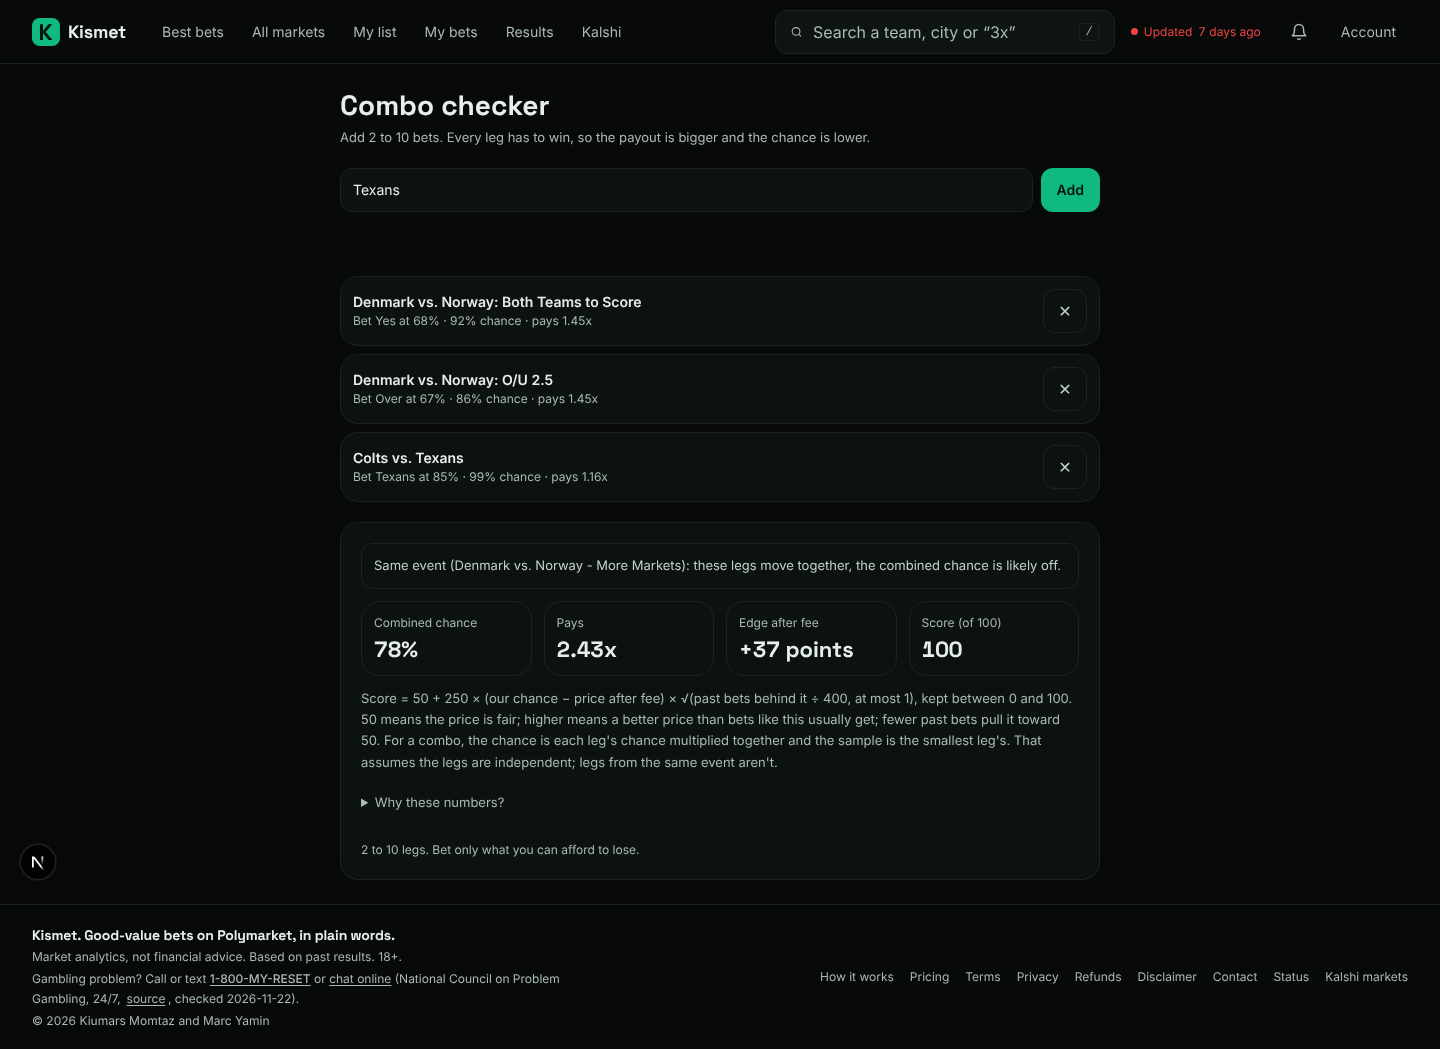 K Kismet
Best bets
All markets
My list
My bets
Results
Kalshi
Search a team, city or “3x”
/
Updated 7 days ago
Account
Combo checker
Add 2 to 10 bets. Every leg has to win, so the payout is bigger and the chance is lower.
Texans
Add
Denmark vs. Norway: Both Teams to Score
Bet Yes at 68% · 92% chance · pays 1.45x
Denmark vs. Norway: O/U 2.5
Bet Over at 67% · 86% chance · pays 1.45x
Colts vs. Texans
Bet Texans at 85% · 99% chance · pays 1.16x
Same event (Denmark vs. Norway - More Markets): these legs move together, the combined chance is likely off.
Combined chance
78%
Pays
2.43x
Edge after fee
+37 points
Score (of 100)
100
Score = 50 + 250 × (our chance − price after fee) × √(past bets behind it ÷ 400, at most 1), kept between 0 and 100.
50 means the price is fair; higher means a better price than bets like this usually get; fewer past bets pull it toward
50. For a combo, the chance is each leg's chance multiplied together and the sample is the smallest leg's. That
assumes the legs are independent; legs from the same event aren't.
Why these numbers?
2 to 10 legs. Bet only what you can afford to lose.
N
Kismet. Good-value bets on Polymarket, in plain words.
Market analytics, not financial advice. Based on past results. 18+.
Gambling problem? Call or text 1-800-MY-RESET or chat online (National Council on Problem
Gambling, 24/7, source , checked 2026-11-22).
© 2026 Kiumars Momtaz and Marc Yamin
How it works
Pricing
Terms
Privacy
Refunds
Disclaimer
Contact
Status
Kalshi markets